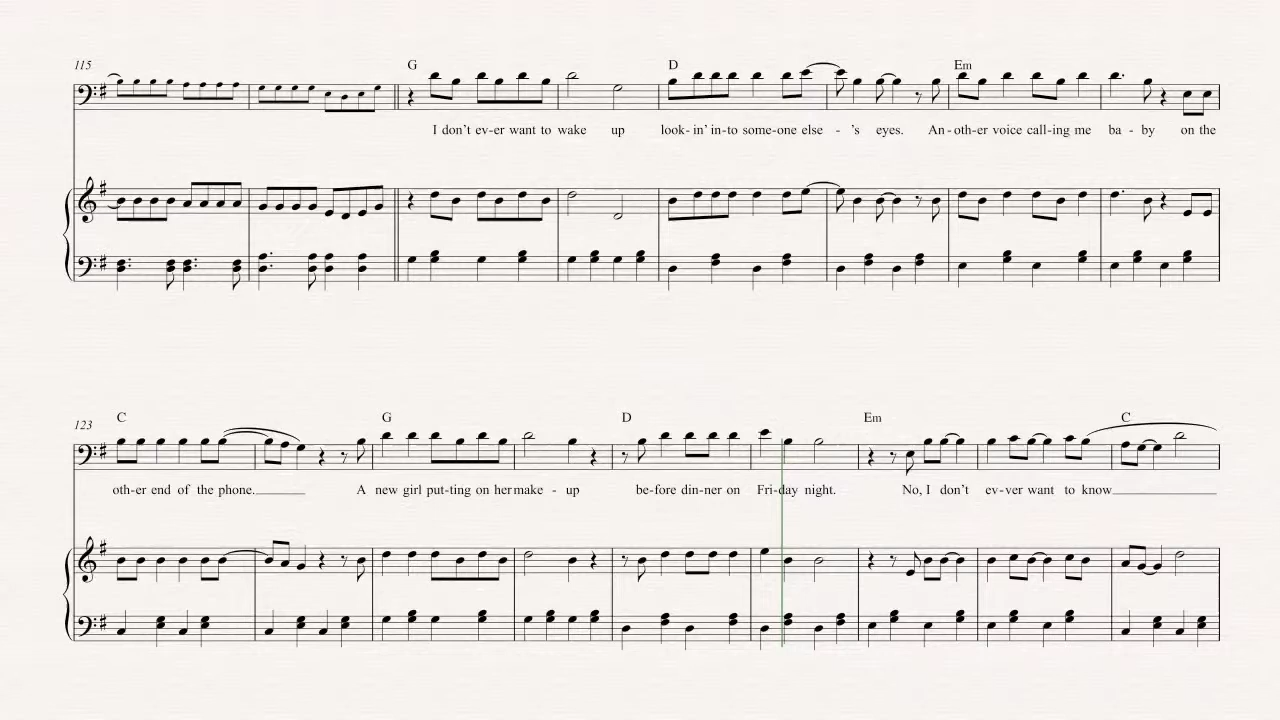 115
G D Em
I don't ev-er want to wake up look-in' in-to some-one else - 's eyes. An-oth-er voice call-ing me ba - by on the
123
C G D Em C
oth-er end of the phone. A new girl put-ting on her make - up be-fore din-ner on Fri-day night. No, I don't ev-ver want to know